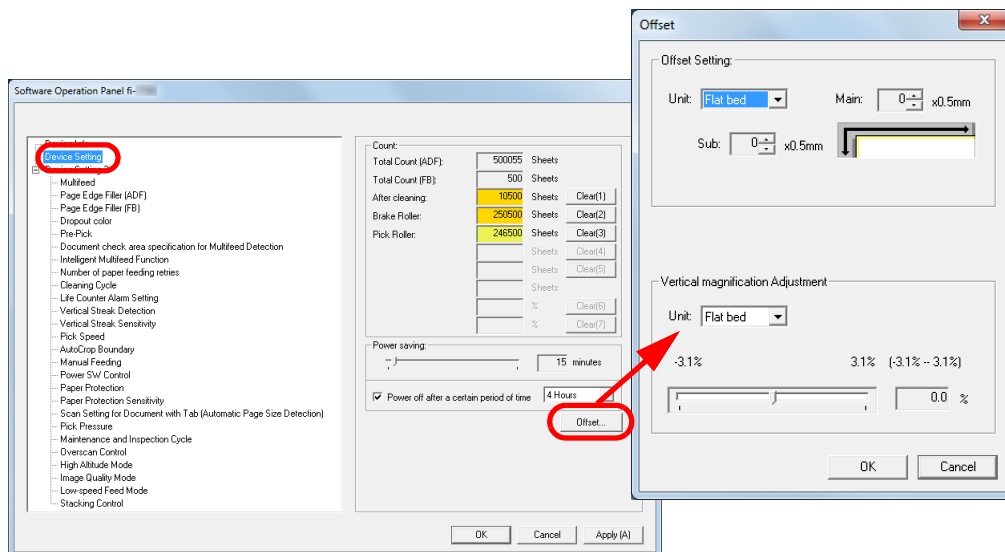 Software Operation Panel fi-
Device Setting
Multifeed
Page Edge Filler (ADF)
Page Edge Filler (FB)
Dropout color
Pre-Pick
Document check area specification for Multifeed Detection
Intelligent Multifeed Function
Number of paper feeding retries
Cleaning Cycle
Life Counter Alarm Setting
Vertical Streak Detection
Vertical Streak Sensitivity
Pick Speed
AutoCrop Boundary
Manual Feeding
Power SW Control
Paper Protection
Paper Protection Sensitivity
Scan Setting for Document with Tab (Automatic Page Size Detection)
Pick Pressure
Maintenance and Inspection Cycle
Overscan Control
High Altitude Mode
Image Quality Mode
Low-speed Feed Mode
Stacking Control
Count:
Total Count (ADF): 500055 Sheets
Total Count (FB): 500 Sheets
After cleaning: 10500 Sheets Clear(1)
Brake Roller: 250500 Sheets Clear(2)
Pick Roller: 246500 Sheets Clear(3)
Sheets Clear(4)
Sheets Clear(5)
Sheets
% Clear(6)
% Clear(7)
Power saving:
15 minutes
Power off after a certain period of time 4 Hours
Offset...
OK Cancel Apply (A)
Offset
Offset Setting:
Unit: Flat bed Main: 0 x0.5mm
Sub: 0 x0.5mm
Vertical magnification Adjustment
Unit: Flat bed
-3.1% 3.1% (-3.1% -- 3.1%)
0.0 %
OK Cancel